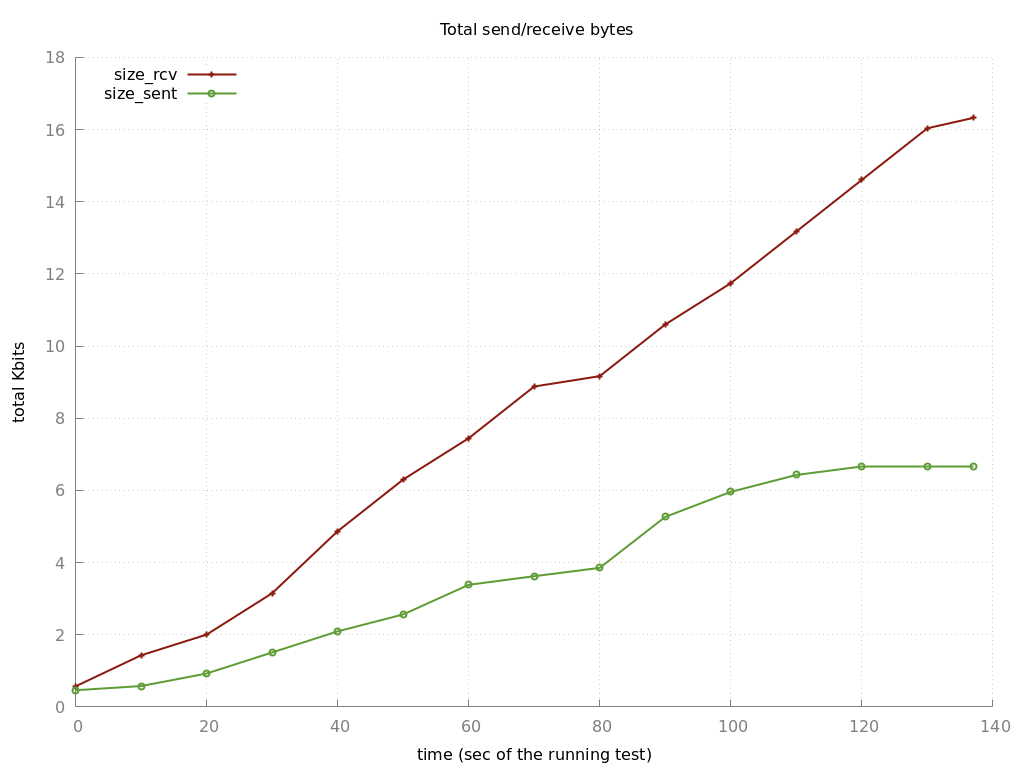 Total send/receive bytes
18
size_rcv
size_sent
16
14
12
10
8
6
4
2
0
total Kbits
0 20 40 60 80 100 120 140
time (sec of the running test)